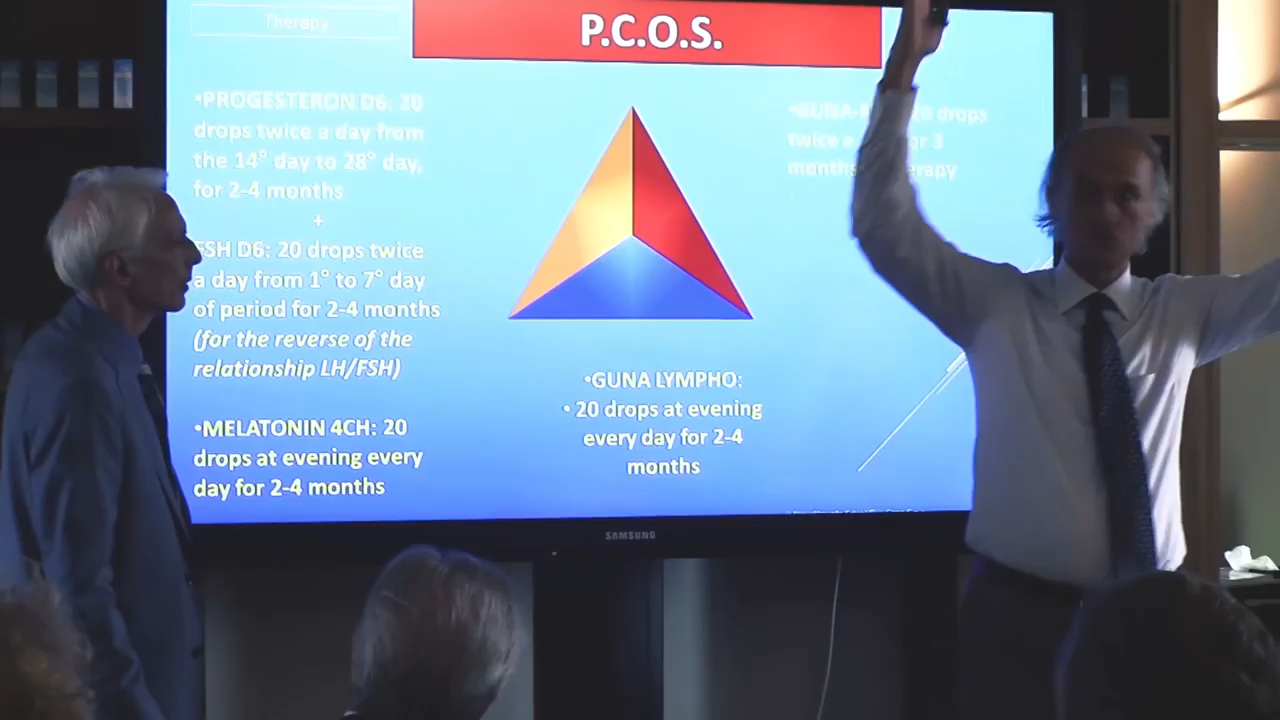 Therapy
P.C.O.S.
•PROGESTERON D6: 20
drops twice a day from
the 14° day to 28° day,
for 2-4 months
+
FSH D6: 20 drops twice
a day from 1° to 7° day
of period for 2-4 months
(for the reverse of the
relationship LH/FSH)
•MELATONIN 4CH: 20
drops at evening every
day for 2-4 months
•GUNA LYMPHO:
• 20 drops at evening
every day for 2-4
months
drops
twice a
3
months
SAMSUNG